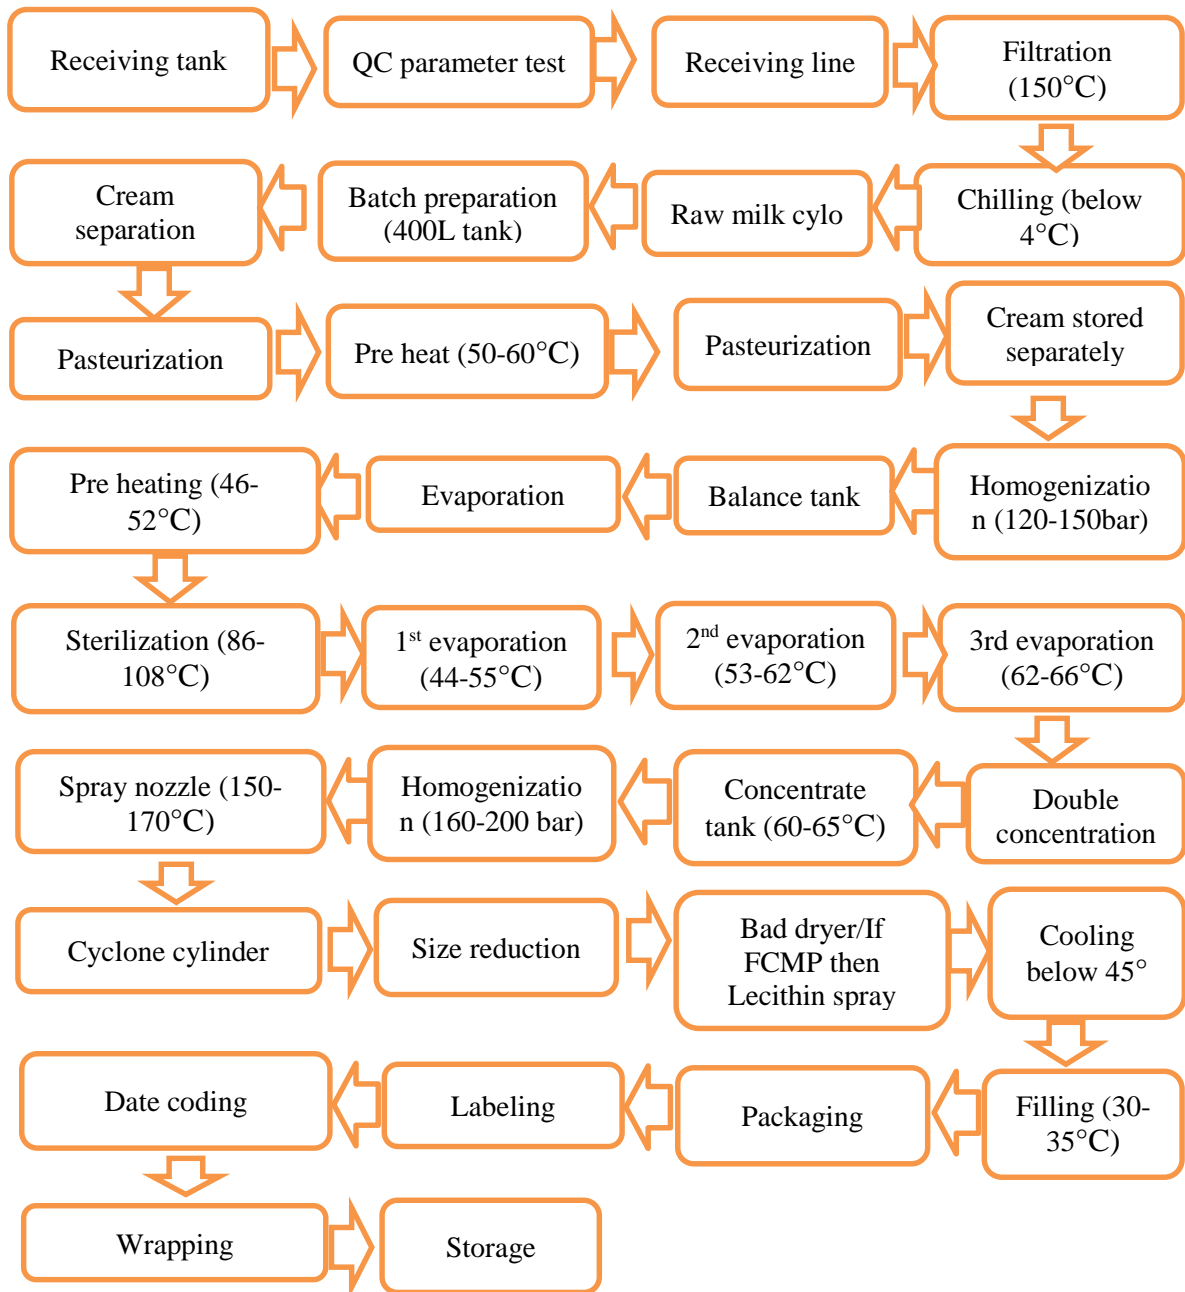 Receiving tank
QC parameter test
Receiving line
Filtration
(150°C)
Chilling (below
4°C)
Raw milk cylo
Batch preparation
(400L tank)
Cream
separation
Pasteurization
Pre heat (50-60°C)
Pasteurization
Cream stored
separately
Homogenizatio
n (120-150bar)
Balance tank
Evaporation
Pre heating (46-
52°C)
Sterilization (86-
108°C)
1st evaporation
(44-55°C)
2nd evaporation
(53-62°C)
3rd evaporation
(62-66°C)
Double
concentration
Concentrate
tank (60-65°C)
Homogenizatio
n (160-200 bar)
Spray nozzle (150-
170°C)
Cyclone cylinder
Size reduction
Bad dryer/If
FCMP then
Lecithin spray
Cooling
below 45°
Filling (30-
35°C)
Packaging
Labeling
Date coding
Wrapping
Storage